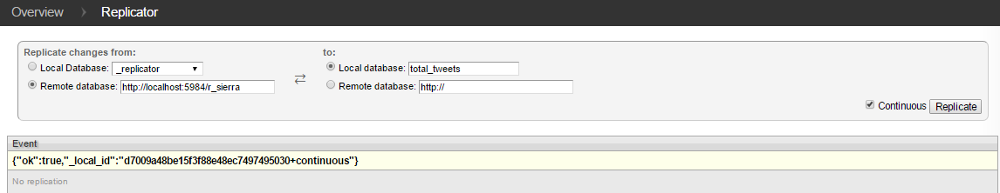 Overview › Replicator
Replicate changes from: to:
Local Database: _replicator Local database: total_tweets
Remote database: http://localhost:5984/r_sierra Remote database: http://
Continuous Replicate
Event
{"ok":true,"_local_id":"d7009a48be15f3f88e48ec7497495030+continuous"}
No replication